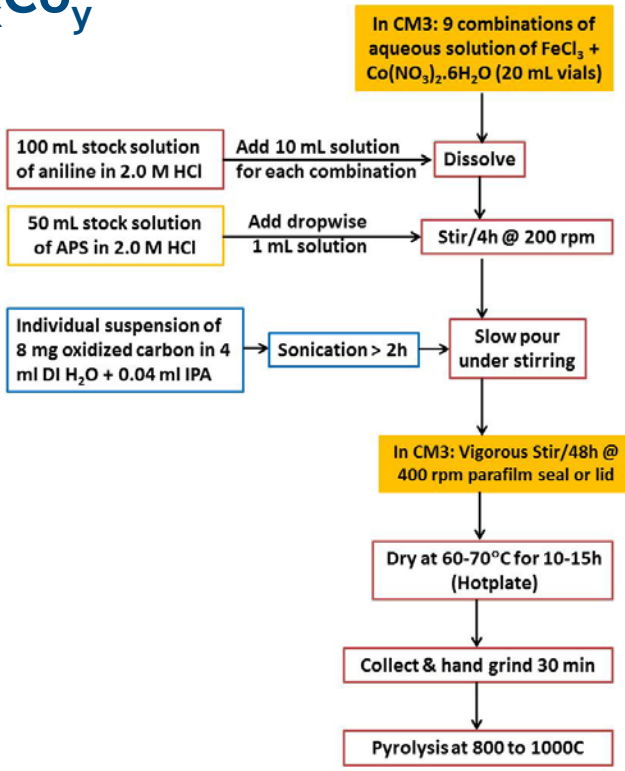 xCoy
In CM3: 9 combinations of
aqueous solution of FeCl3 +
Co(NO3)2.6H2O (20 mL vials)
100 mL stock solution
of aniline in 2.0 M HCl
Add 10 mL solution
for each combination
Dissolve
50 mL stock solution
of APS in 2.0 M HCl
Add dropwise
1 mL solution
Stir/4h @ 200 rpm
Individual suspension of
8 mg oxidized carbon in 4
ml DI H2O + 0.04 ml IPA
Sonication > 2h
Slow pour
under stirring
In CM3: Vigorous Stir/48h @
400 rpm parafilm seal or lid
Dry at 60-70°C for 10-15h
(Hotplate)
Collect & hand grind 30 min
Pyrolysis at 800 to 1000C